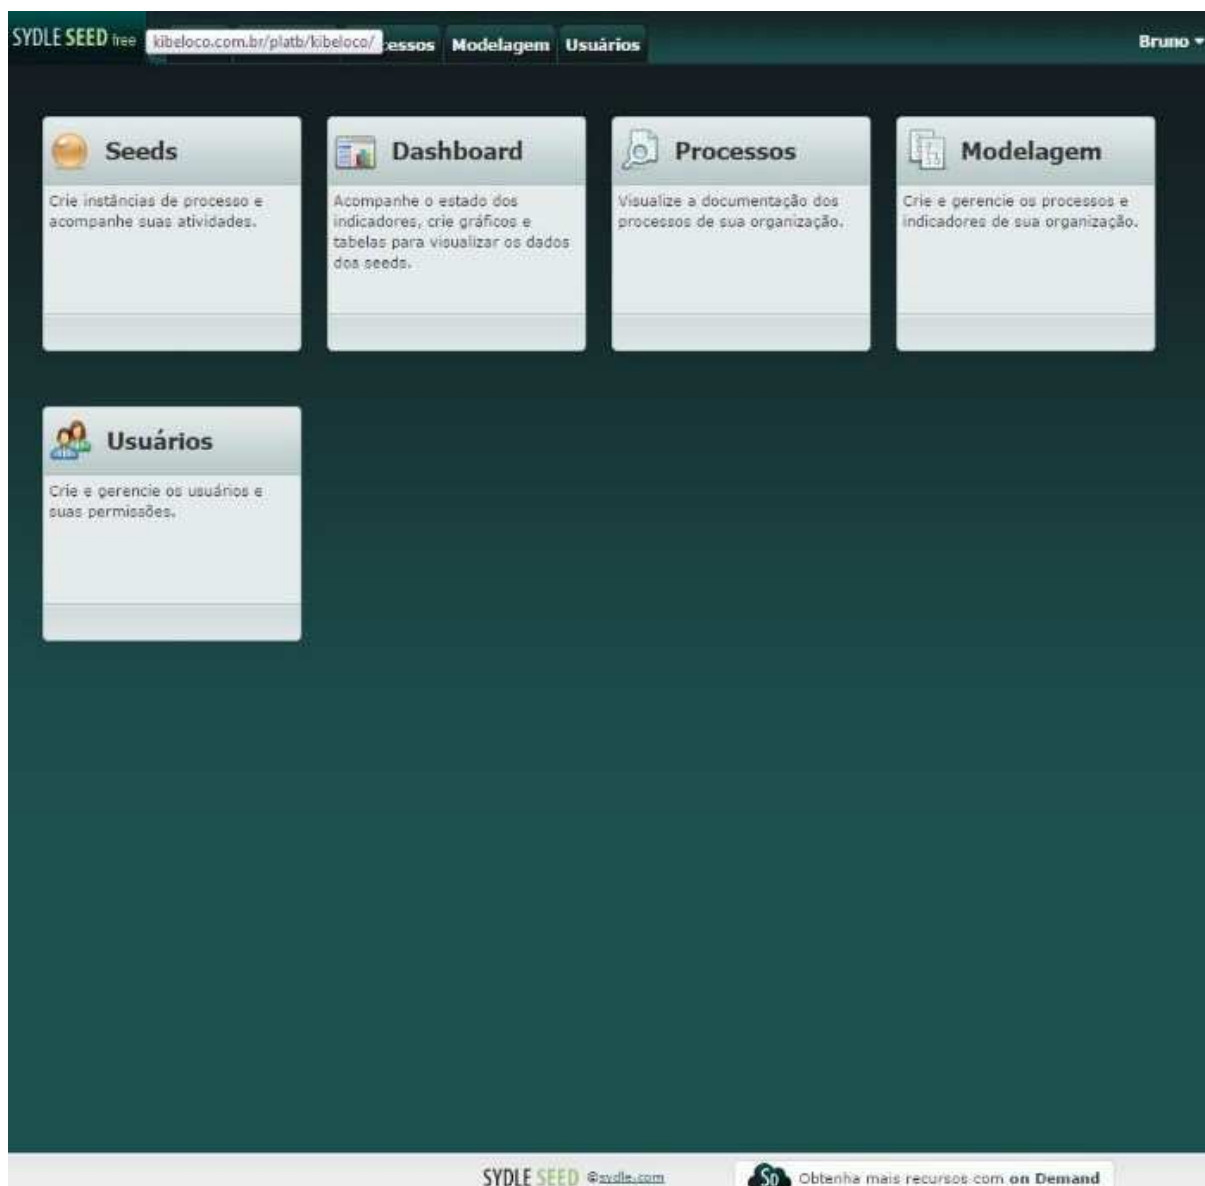 SYDLE SEED free kibeloco.com.br/platb/kibeloco/ essos Modelagem Usuários Bruno
Seeds
Crie instâncias de processo e
acompanhe suas atividades.
Dashboard
Acompanhe o estado dos
indicadores, crie gráficos e
tabelas para visualizar os dados
dos seeds.
Processos
Visualize a documentação dos
processos de sua organização.
Modelagem
Crie e gerencie os processos e
indicadores de sua organização.
Usuários
Crie e gerencie os usuários e
suas permissões.
SYDLE SEED ©sydle.com So Obtenha mais recursos com on Demand